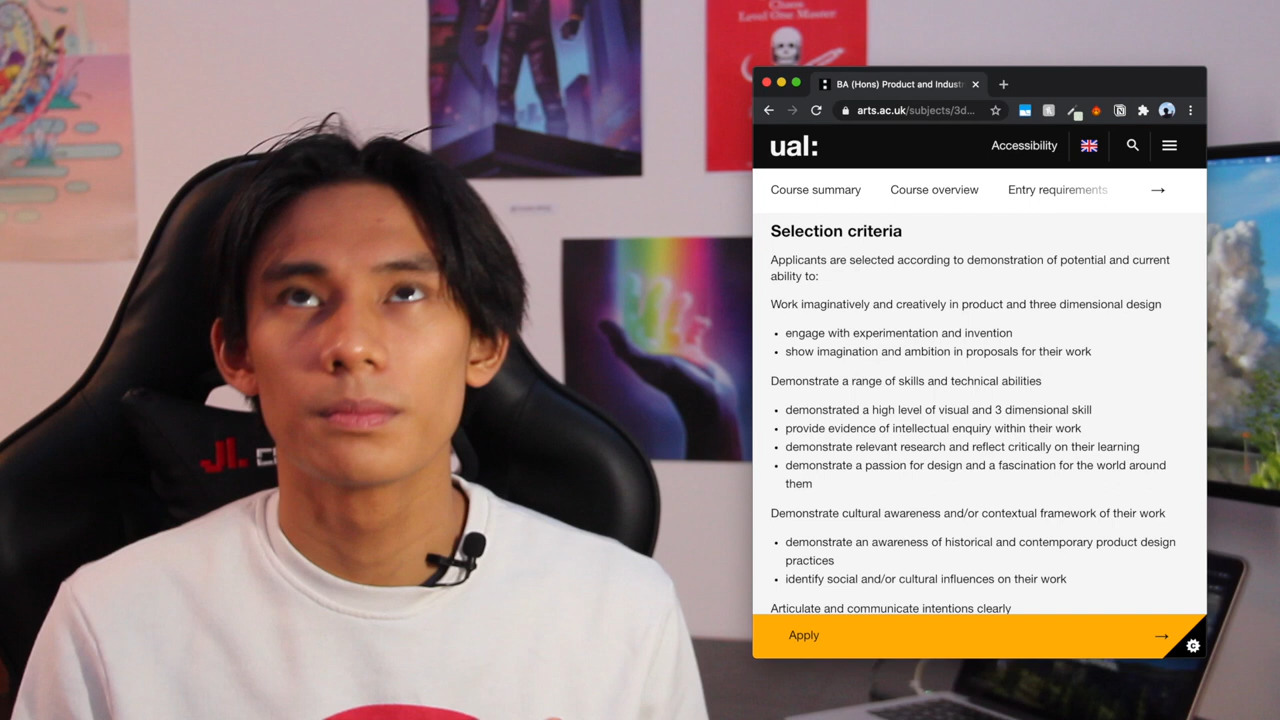 Chaos
Level One Master
BA (Hons) Product and Industr
arts.ac.uk/subjects/3d...
ual:
Accessibility
Course summary
Course overview
Entry requirements
Selection criteria
Applicants are selected according to demonstration of potential and current
ability to:
Work imaginatively and creatively in product and three dimensional design
• engage with experimentation and invention
• show imagination and ambition in proposals for their work
Demonstrate a range of skills and technical abilities
• demonstrated a high level of visual and 3 dimensional skill
• provide evidence of intellectual enquiry within their work
• demonstrate relevant research and reflect critically on their learning
• demonstrate a passion for design and a fascination for the world around
them
Demonstrate cultural awareness and/or contextual framework of their work
• demonstrate an awareness of historical and contemporary product design
practices
• identify social and/or cultural influences on their work
Articulate and communicate intentions clearly
Apply
JL